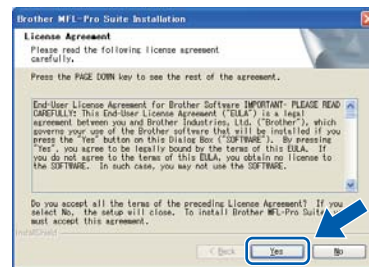 Brother MFL-Pro Suite Installation
License Agreement
Please read the following license agreement
carefully.
Press the PAGE DOWN key to see the rest of the agreement.
End-User License Agreement for Brother Software IMPORTANT- PLEASE READ
CAREFULLY: This End-User License Agreement ("EULA") is a legal
agreement between you and Brother Industries, Ltd. ("Brother"), which
governs your use of the Brother software that will be installed if you
press the "Yes" button on this Dialog Box ("SOFTWARE"). By pressing
"Yes", you agree to be legally bound by the terms of this EULA. If
you do not agree to the terms of this EULA, you obtain no license to
the SOFTWARE. In such case, you may not use the SOFTWARE.
Do you accept all the terms of the preceding License Agreement? If you
select No, the setup will close. To install Brother MFL-Pro Suite, you
must accept this agreement.
InstallShield
< Back Yes No